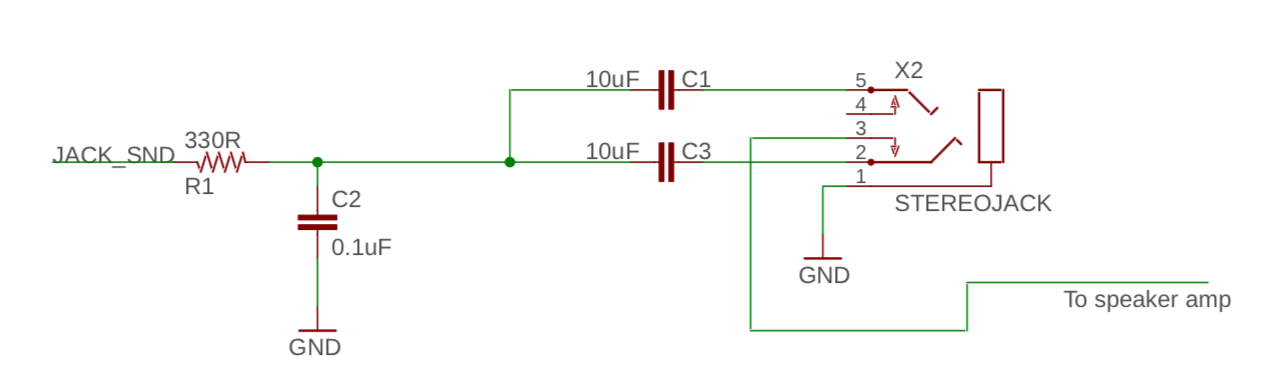 10uF C1
5 X2
4
JACK_SND 330R
R1
10uF C3
3
2
1
STEREOJACK
C2
0.1uF
GND
GND
To speaker amp